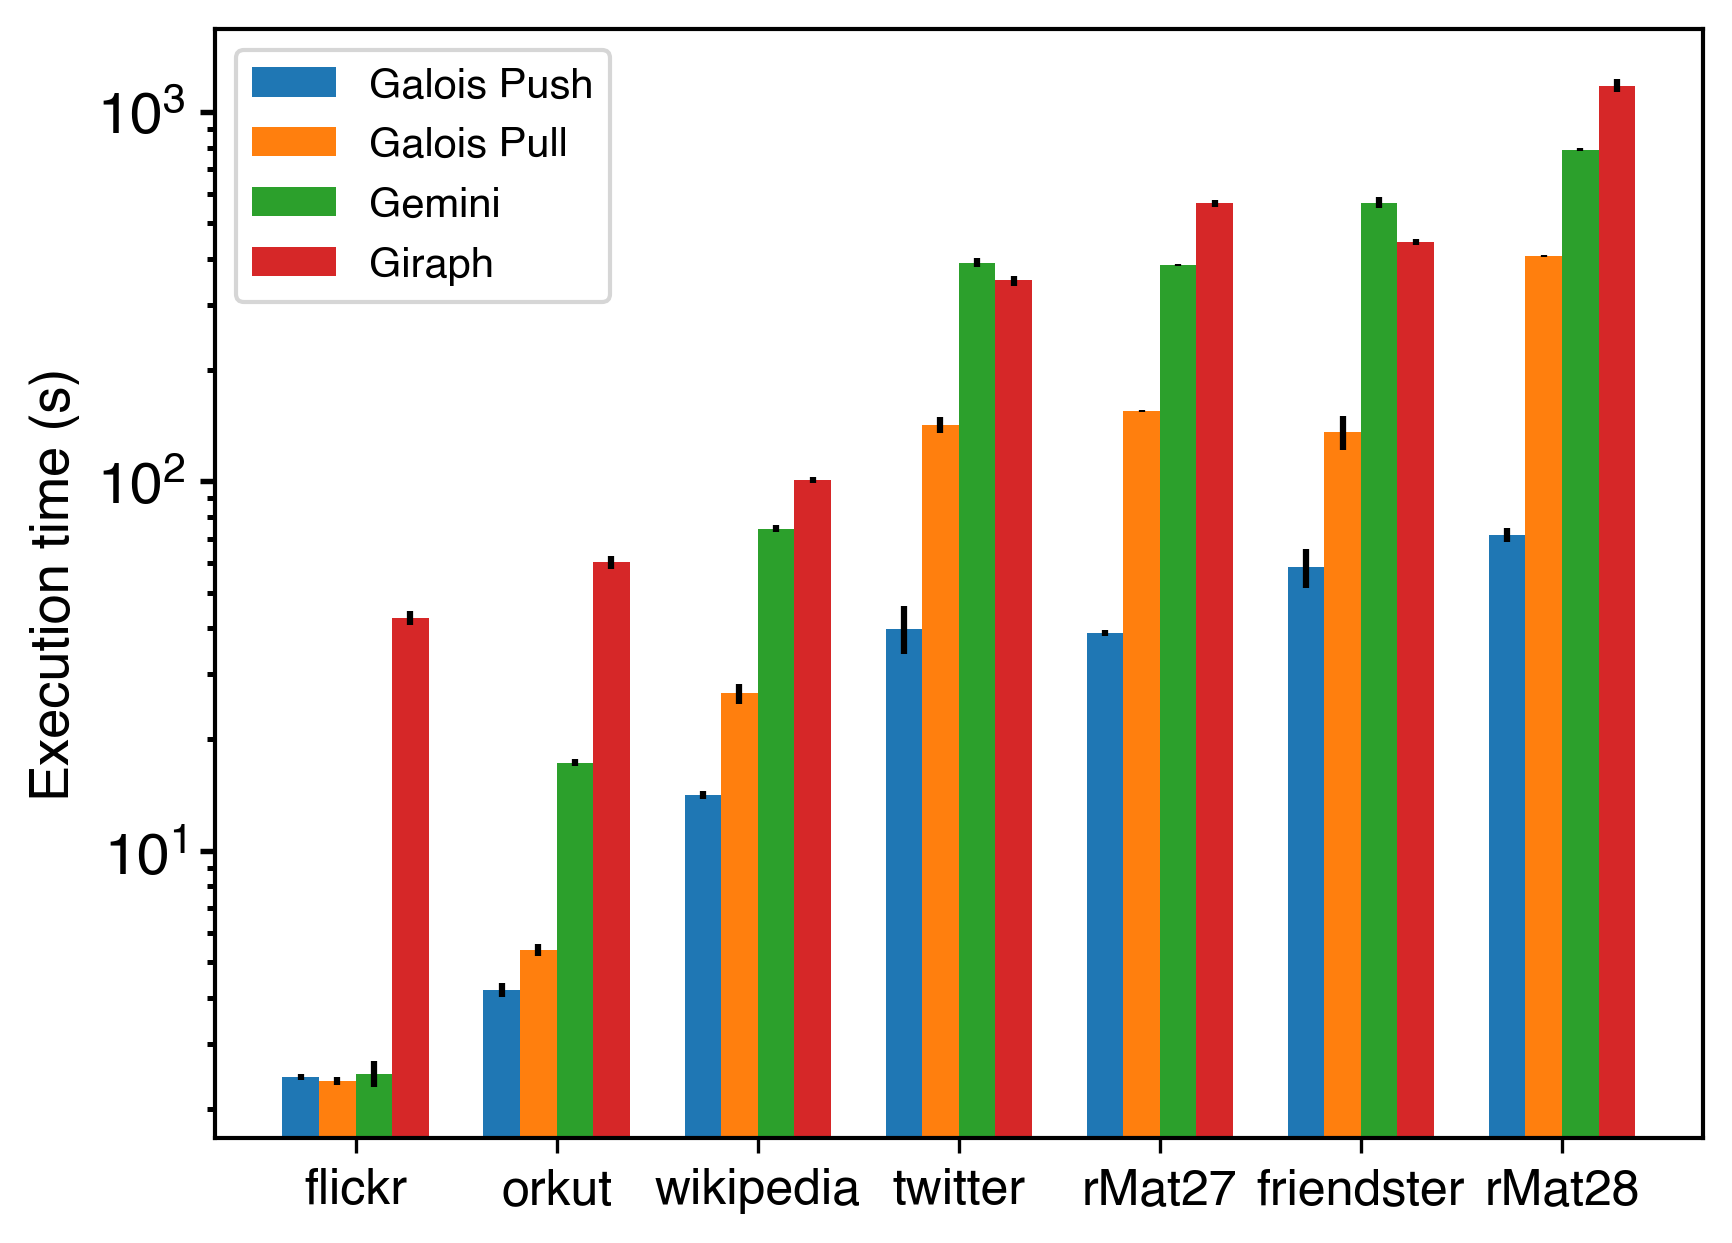 Galois Push
Galois Pull
Gemini
Giraph
Execution time (s)
10³
10²
10¹
flickr orkut wikipedia twitter rMat27 friendster rMat28